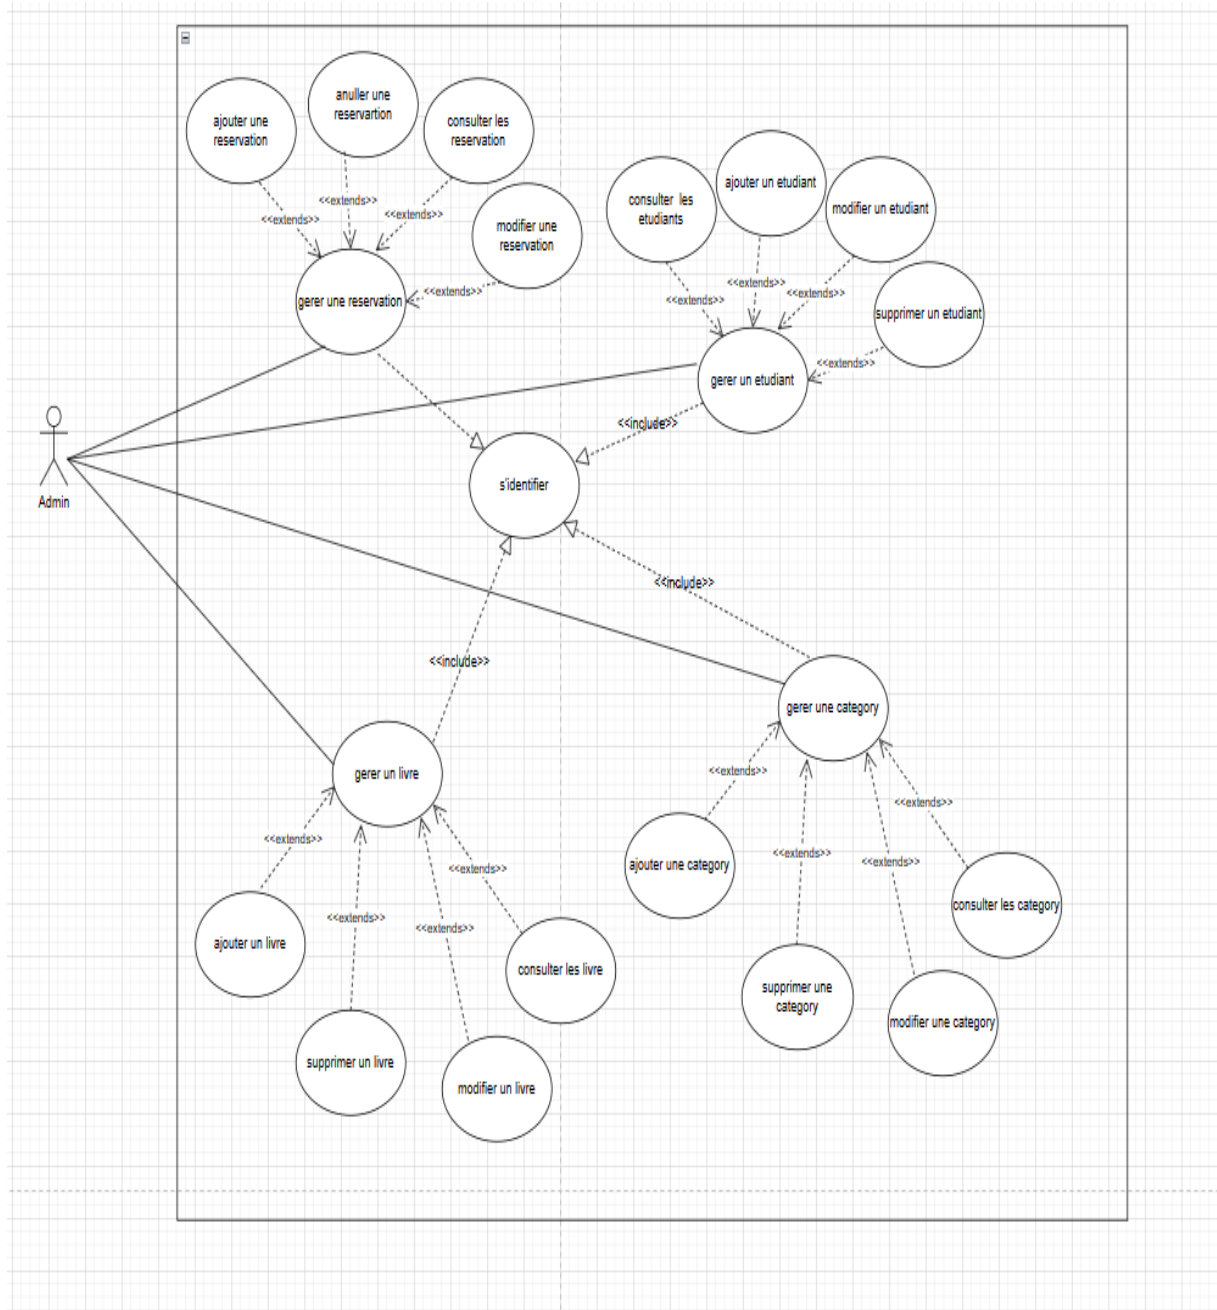 anuller une
reservartion
ajouter une
reservation
consulter les
reservation
ajouter un etudiant
consulter  les
etudiants
modifier un etudiant
<<extends>>
<<extends>>
<<extends>>
modifier une
reservation
<<extends>>
<<extends>>
<<extends>>
<<extends>>
gerer une reservation
supprimer un etudiant
<<extends>>
gerer un etudiant
<<include>>
s'identifier
Admin
<<include>>
<<include>>
gerer une category
gerer un livre
<<extends>>
<<extends>>
<<extends>>
<<extends>>
<<extends>>
<<extends>>
ajouter une category
consulter les category
<<extends>>
<<extends>>
ajouter un livre
consulter les livre
supprimer une
category
modifier une category
supprimer un livre
modifier un livre